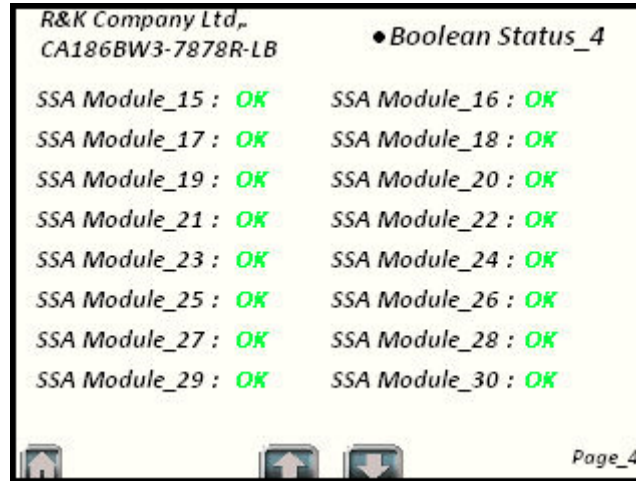 R&K Company Ltd,.
CA186BW3-7878R-LB
●Boolean Status_4
SSA Module_15 : OK SSA Module_16 : OK
SSA Module_17 : OK SSA Module_18 : OK
SSA Module_19 : OK SSA Module_20 : OK
SSA Module_21 : OK SSA Module_22 : OK
SSA Module_23 : OK SSA Module_24 : OK
SSA Module_25 : OK SSA Module_26 : OK
SSA Module_27 : OK SSA Module_28 : OK
SSA Module_29 : OK SSA Module_30 : OK
Page_4